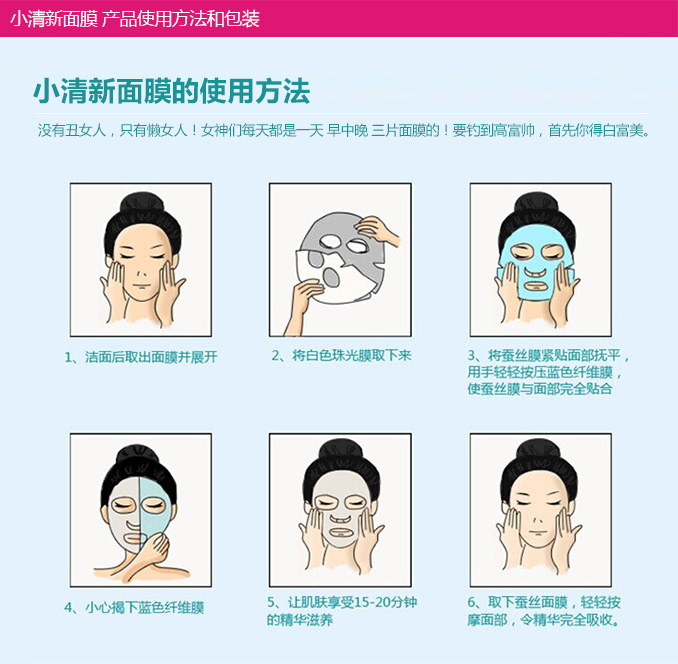 小清新面膜 产品使用方法和包装
小清新面膜的使用方法
没有丑女人，只有懒女人！女神们每天都是一天 早中晚 三片面膜的！要钓到高富帅，首先你得白富美。
1、洁面后取出面膜并展开
2、将白色珠光膜取下来
3、将蚕丝膜紧贴面部抚平，
用手轻轻按压蓝色纤维膜，
使蚕丝膜与面部完全贴合
4、小心揭下蓝色纤维膜
5、让肌肤享受15-20分钟
的精华滋养
6、取下蚕丝面膜，轻轻按
摩面部，令精华完全吸收。